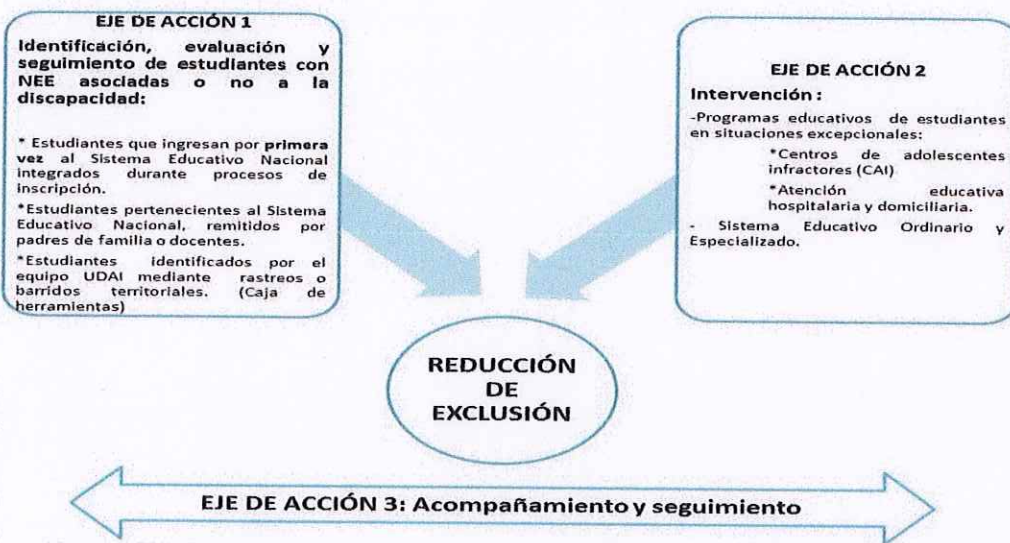 EJE DE ACCIÓN 1
Identificación, evaluación y
seguimiento de estudiantes con
NEE asociadas o no a la
discapacidad:
* Estudiantes que ingresan por primera
vez al Sistema Educativo Nacional
integrados durante procesos de
inscripción.
*Estudiantes pertenecientes al Sistema
Educativo Nacional, remitidos por
padres de familia o docentes.
*Estudiantes identificados por el
equipo UDAI mediante rastreos o
barridos territoriales. (Caja de
herramientas)
EJE DE ACCIÓN 2
Intervención :
-Programas educativos de estudiantes
en situaciones excepcionales:
*Centros de adolescentes
infractores (CAI)
*Atención educativa
hospitalaria y domiciliaria.
- Sistema Educativo Ordinario y
Especializado.
REDUCCIÓN
DE
EXCLUSIÓN
EJE DE ACCIÓN 3: Acompañamiento y seguimiento